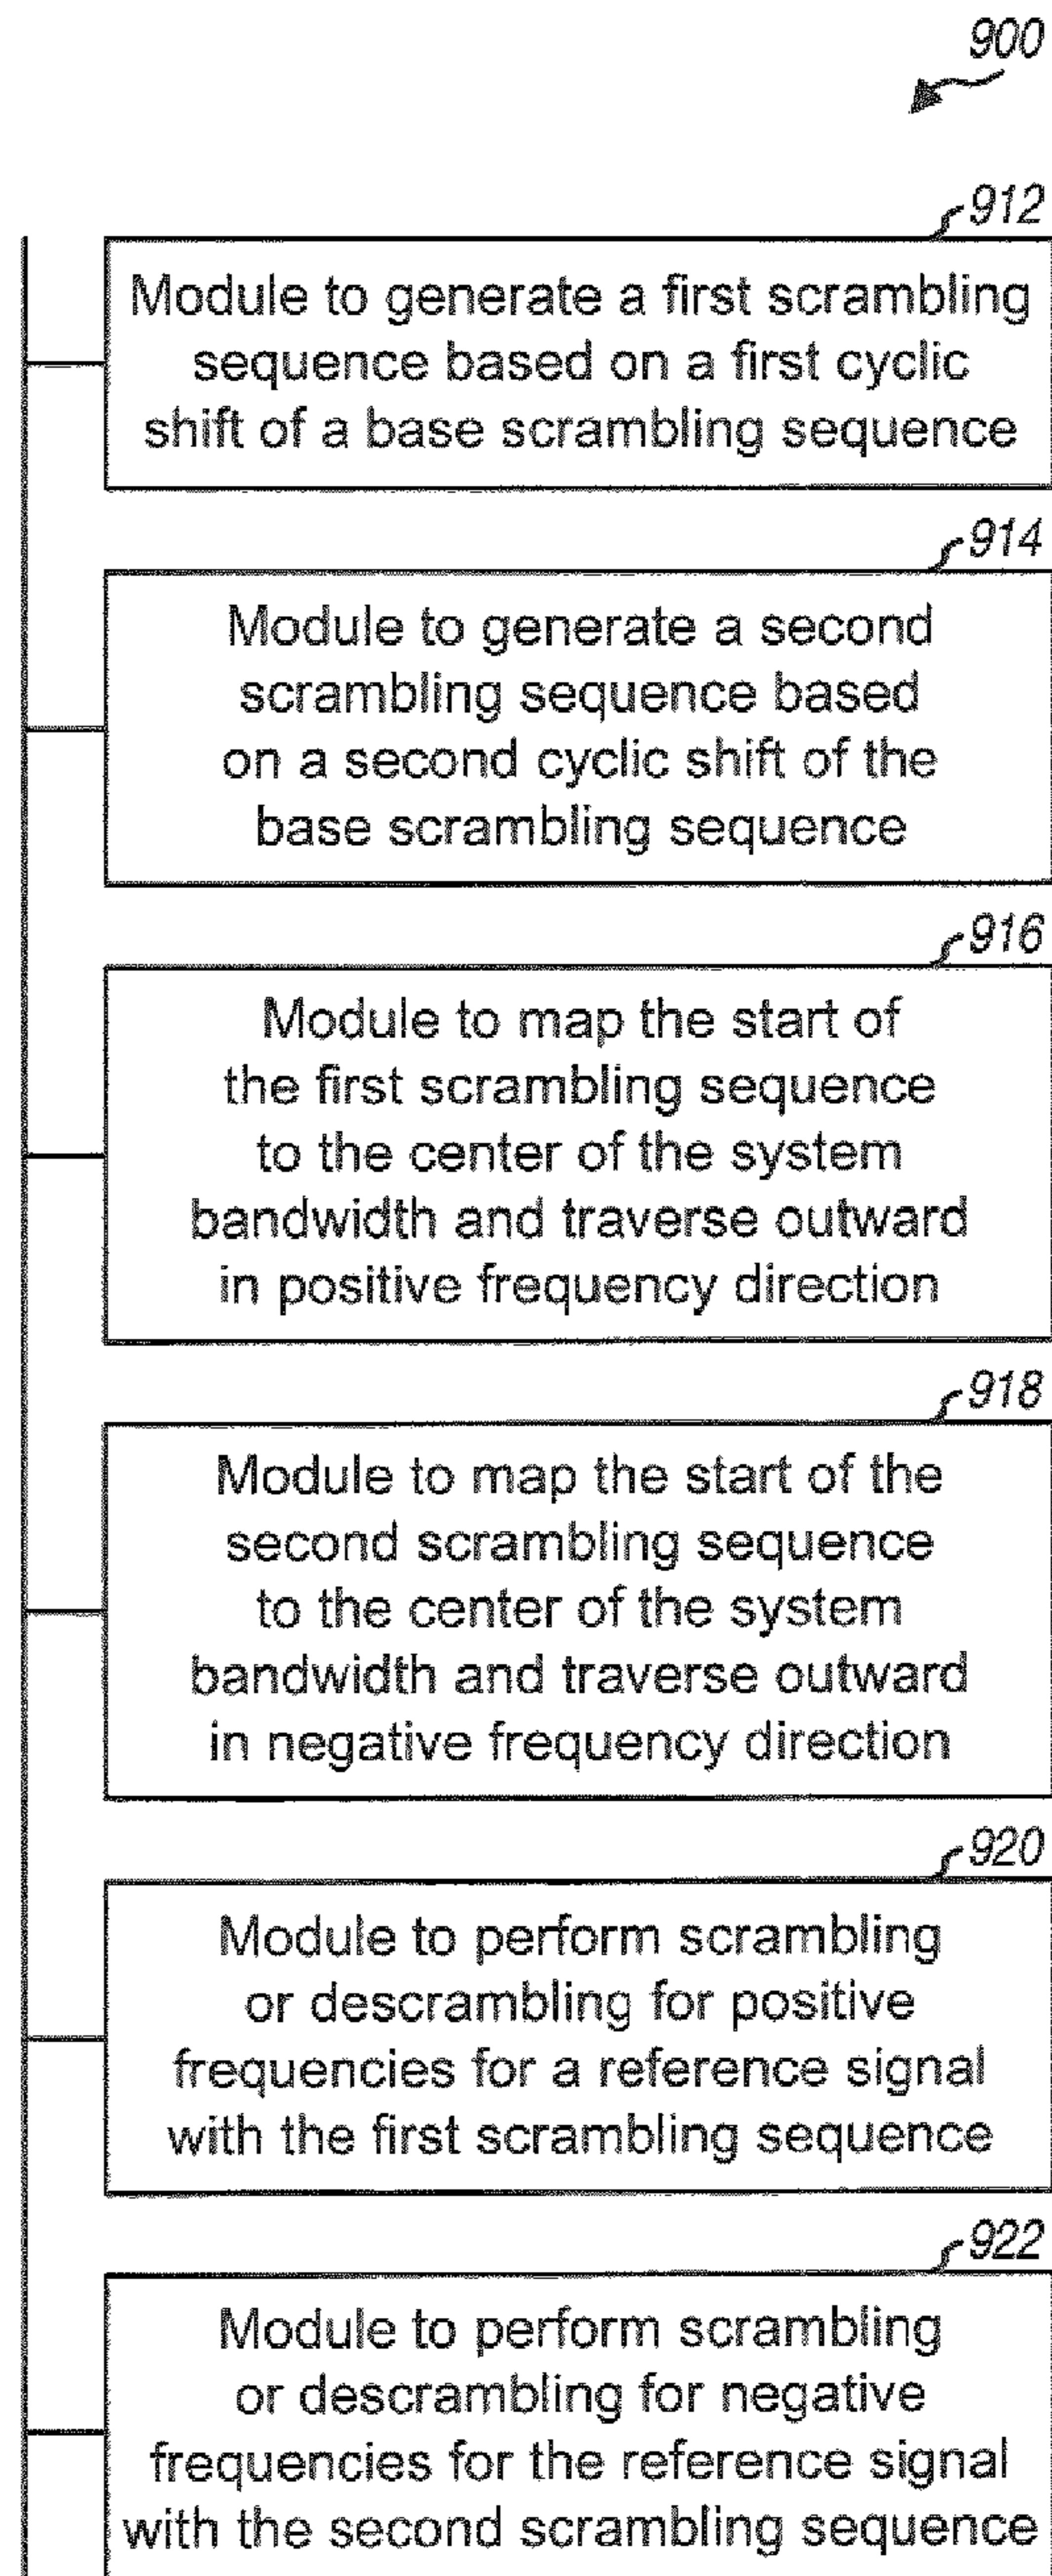 900
912
Module to generate a first scrambling
sequence based on a first cyclic
shift of a base scrambling sequence
914
Module to generate a second
scrambling sequence based
on a second cyclic shift of the
base scrambling sequence
916
Module to map the start of
the first scrambling sequence
to the center of the system
bandwidth and traverse outward
in positive frequency direction
918
Module to map the start of the
second scrambling sequence
to the center of the system
bandwidth and traverse outward
in negative frequency direction
920
Module to perform scrambling
or descrambling for positive
frequencies for a reference signal
with the first scrambling sequence
922
Module to perform scrambling
or descrambling for negative
frequencies for the reference signal
with the second scrambling sequence